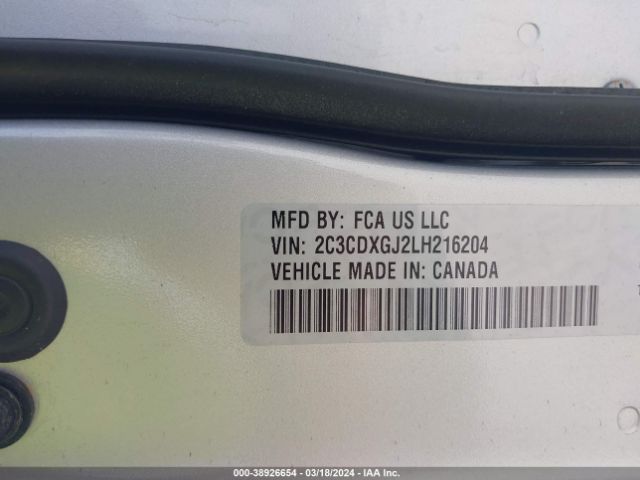 MFD BY: FCA US LLC
VIN: 2C3CDXGJ2LH216204
VEHICLE MADE IN: CANADA
000-38926654 - 03/18/2024 - IAA Inc.